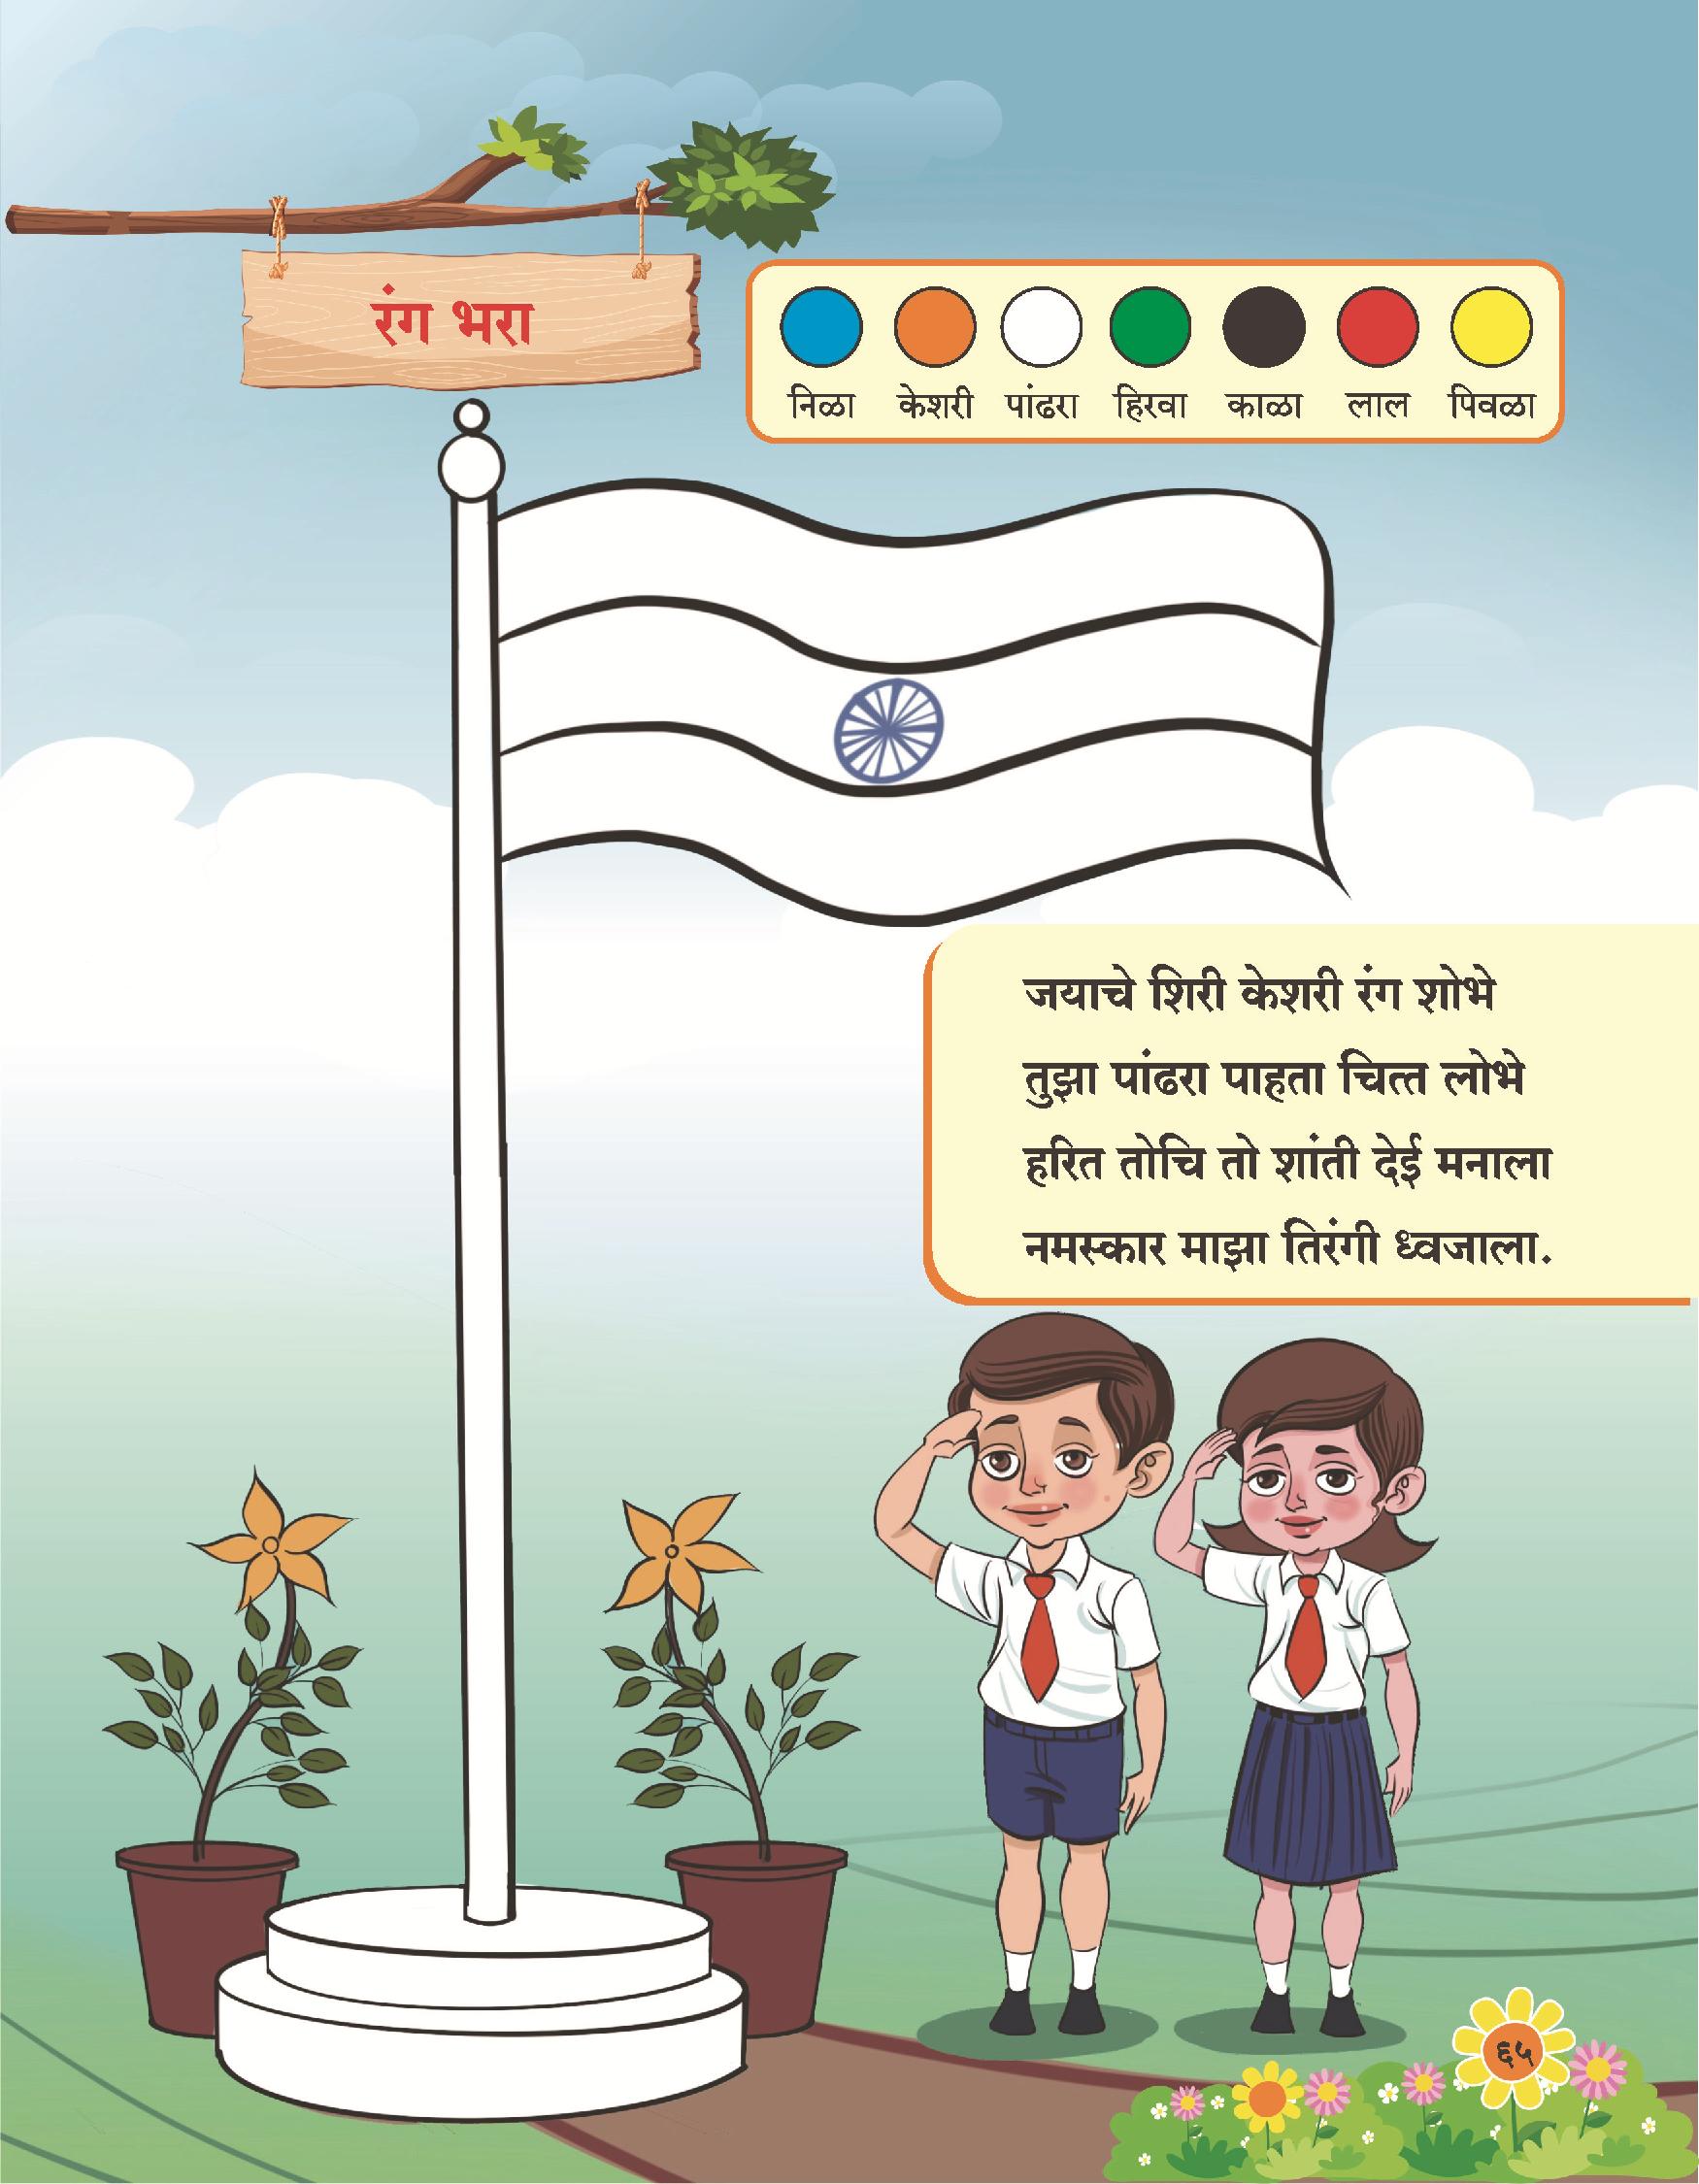 रंग भरा
निळा केशरी पांढरा हिरवा काळा लाल पिवळा
जयाचे शिरी केशरी रंग शोभे
तुझा पांढरा पाहता चित्त लोभे
हरित तोचि तो शांती देई मनाला
नमस्कार माझा तिरंगी ध्वजाला.
६५